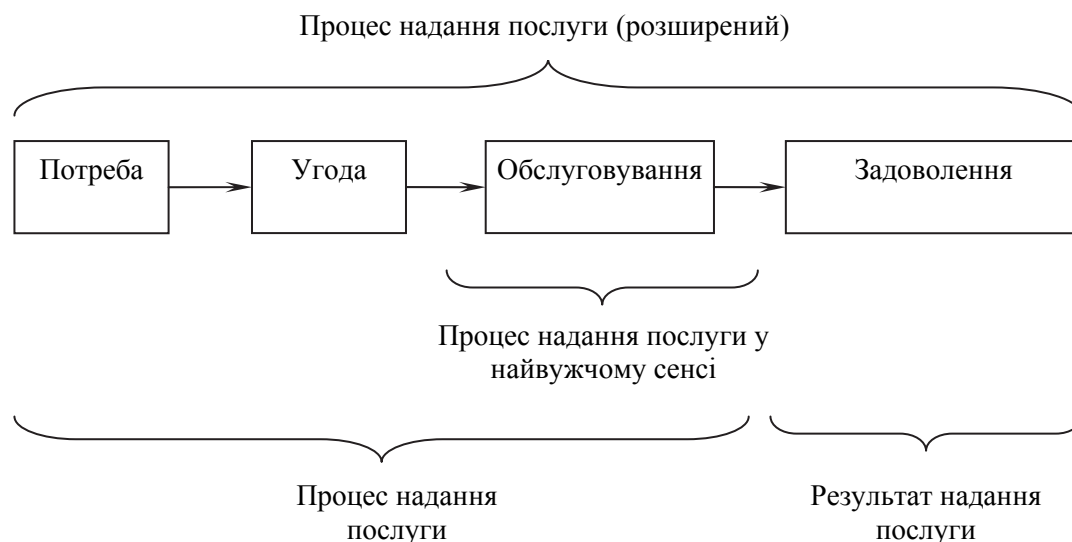 Процес надання послуги (розширений)
Потреба
Угода
Обслуговування
Задоволення
Процес надання послуги у
найвужчому сенсі
Процес надання
послуги
Результат надання
послуги